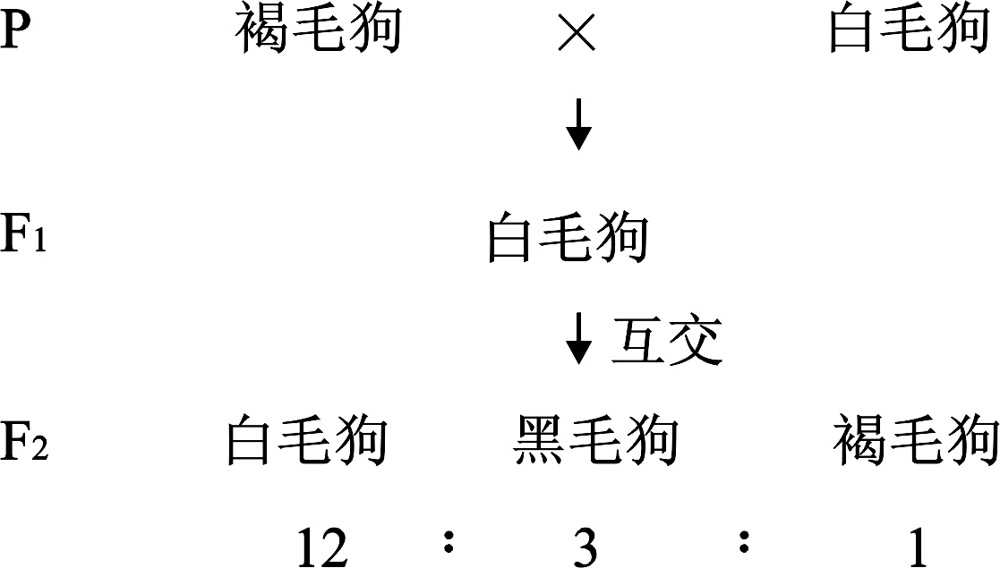 P 褐毛狗 × 白毛狗
↓
F1 白毛狗
↓ 互交
F2 白毛狗 黑毛狗 褐毛狗
12 : 3 : 1